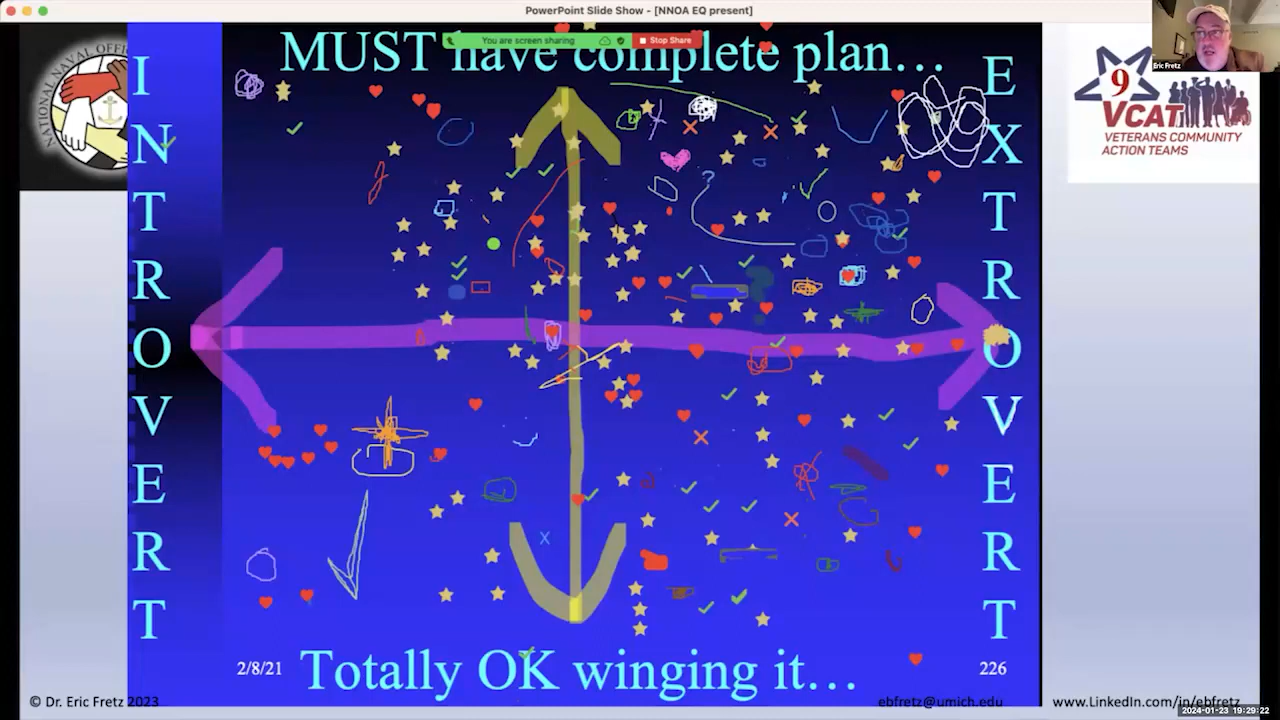 PowerPoint Slide Show - [NNOA EQ present]
You are screen sharing
Stop Share
Eric Fretz
NATIONAL NAVAL OFFIC
MUST have complete plan…
INTROVERT
EXTROVERT
9
VCAT
VETERANS COMMUNITY
ACTION TEAMS
2/8/21
Totally OK winging it…
226
© Dr. Eric Fretz 2023
ebfretz@umich.edu
www.LinkedIn.com/in/ebfretz
2024-01-23 19:29:22